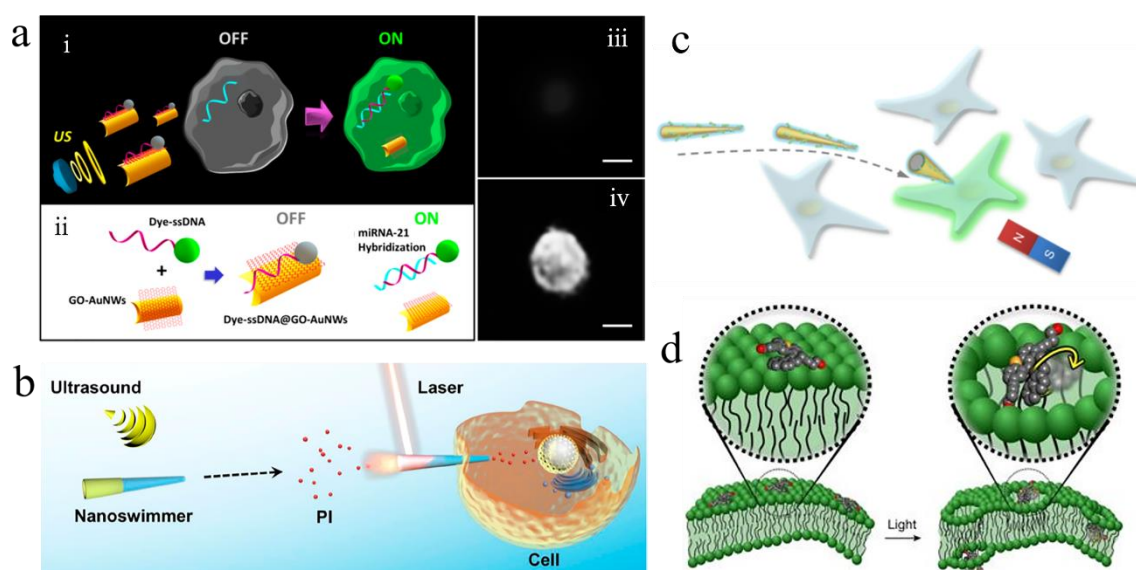 a
i
OFF
ON
US
iii
ii
Dye-ssDNA
OFF
ON
miRNA-21
Hybridization
+
GO-AuNWs
Dye-ssDNA@GO-AuNWs
iv
b
Ultrasound
Laser
Nanoswimmer
PI
Cell
c
N
S
d
Light